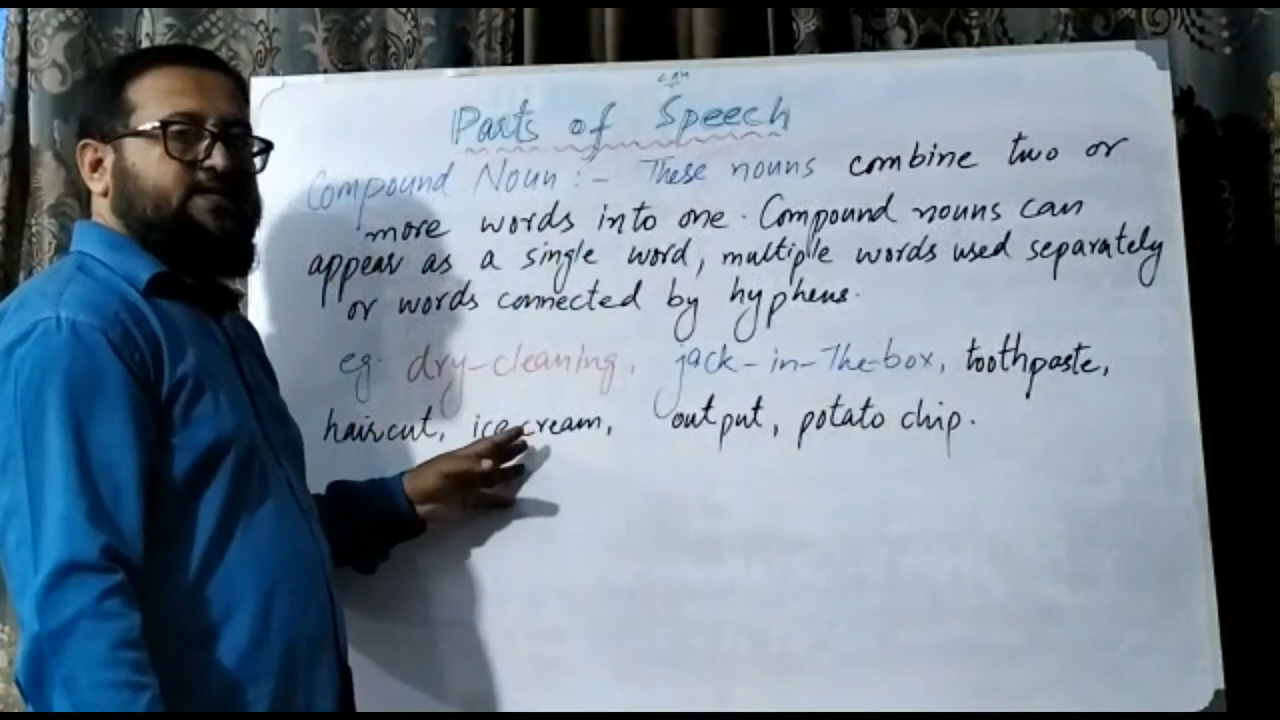 Parts of Speech
Compound Noun :- These nouns combine two or
more words into one. Compound nouns can
appear as a single word, multiple words used separately
or words connected by hyphens.
eg. dry-cleaning, jack-in-The-box, toothpaste,
haircut, ice cream, output, potato chip.